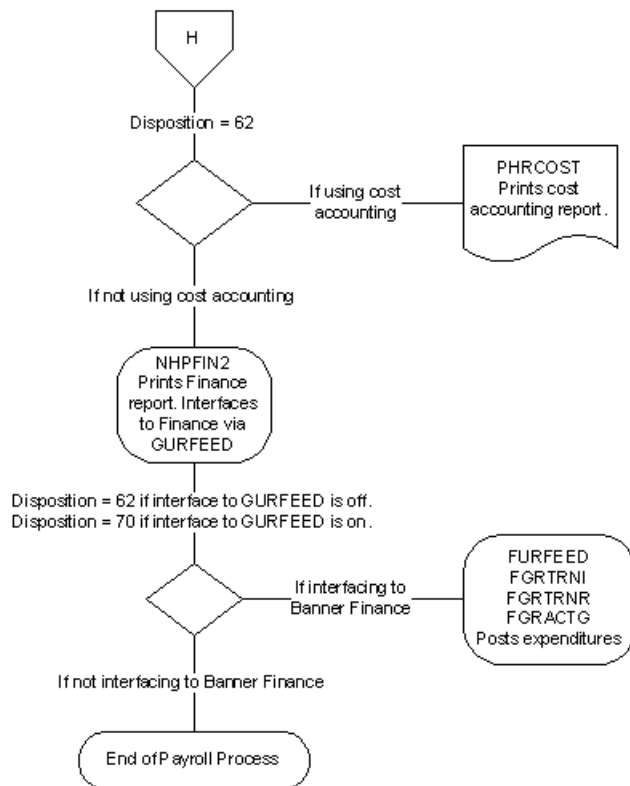 H
Disposition = 62
If using cost
accounting
PHRCOST
Prints cost
accounting report.
If not using cost accounting
NHPFIN2
Prints Finance
report. Interfaces
to Finance via
GURFEED
Disposition = 62 if interface to GURFEED is off.
Disposition = 70 if interface to GURFEED is on.
If interfacing to
Banner Finance
FURFEED
FGRTRNI
FGRTRNR
FGRACTG
Posts expenditures
If not interfacing to Banner Finance
End of Payroll Process